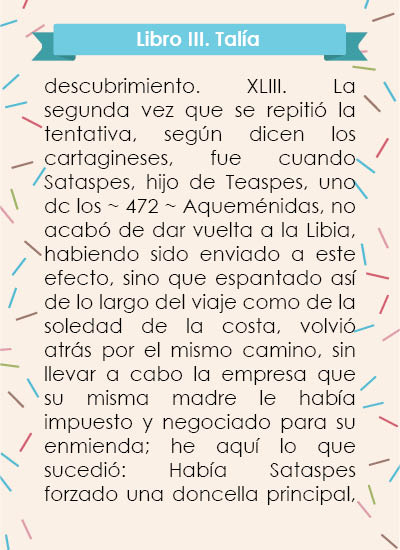 Libro III. Talía
descubrimiento. XLIII. La
segunda vez que se repitió la
tentativa, según dicen los
cartagineses, fue cuando
Sataspes, hijo de Teaspes, uno
dc los ~ 472 ~ Aqueménidas, no
acabó de dar vuelta a la Libia,
habiendo sido enviado a este
efecto, sino que espantado así
de lo largo del viaje como de la
soledad de la costa, volvió
atrás por el mismo camino, sin
llevar a cabo la empresa que
su misma madre le había
impuesto y negociado para su
enmienda; he aquí lo que
sucedió: Había Sataspes
forzado una doncella principal,